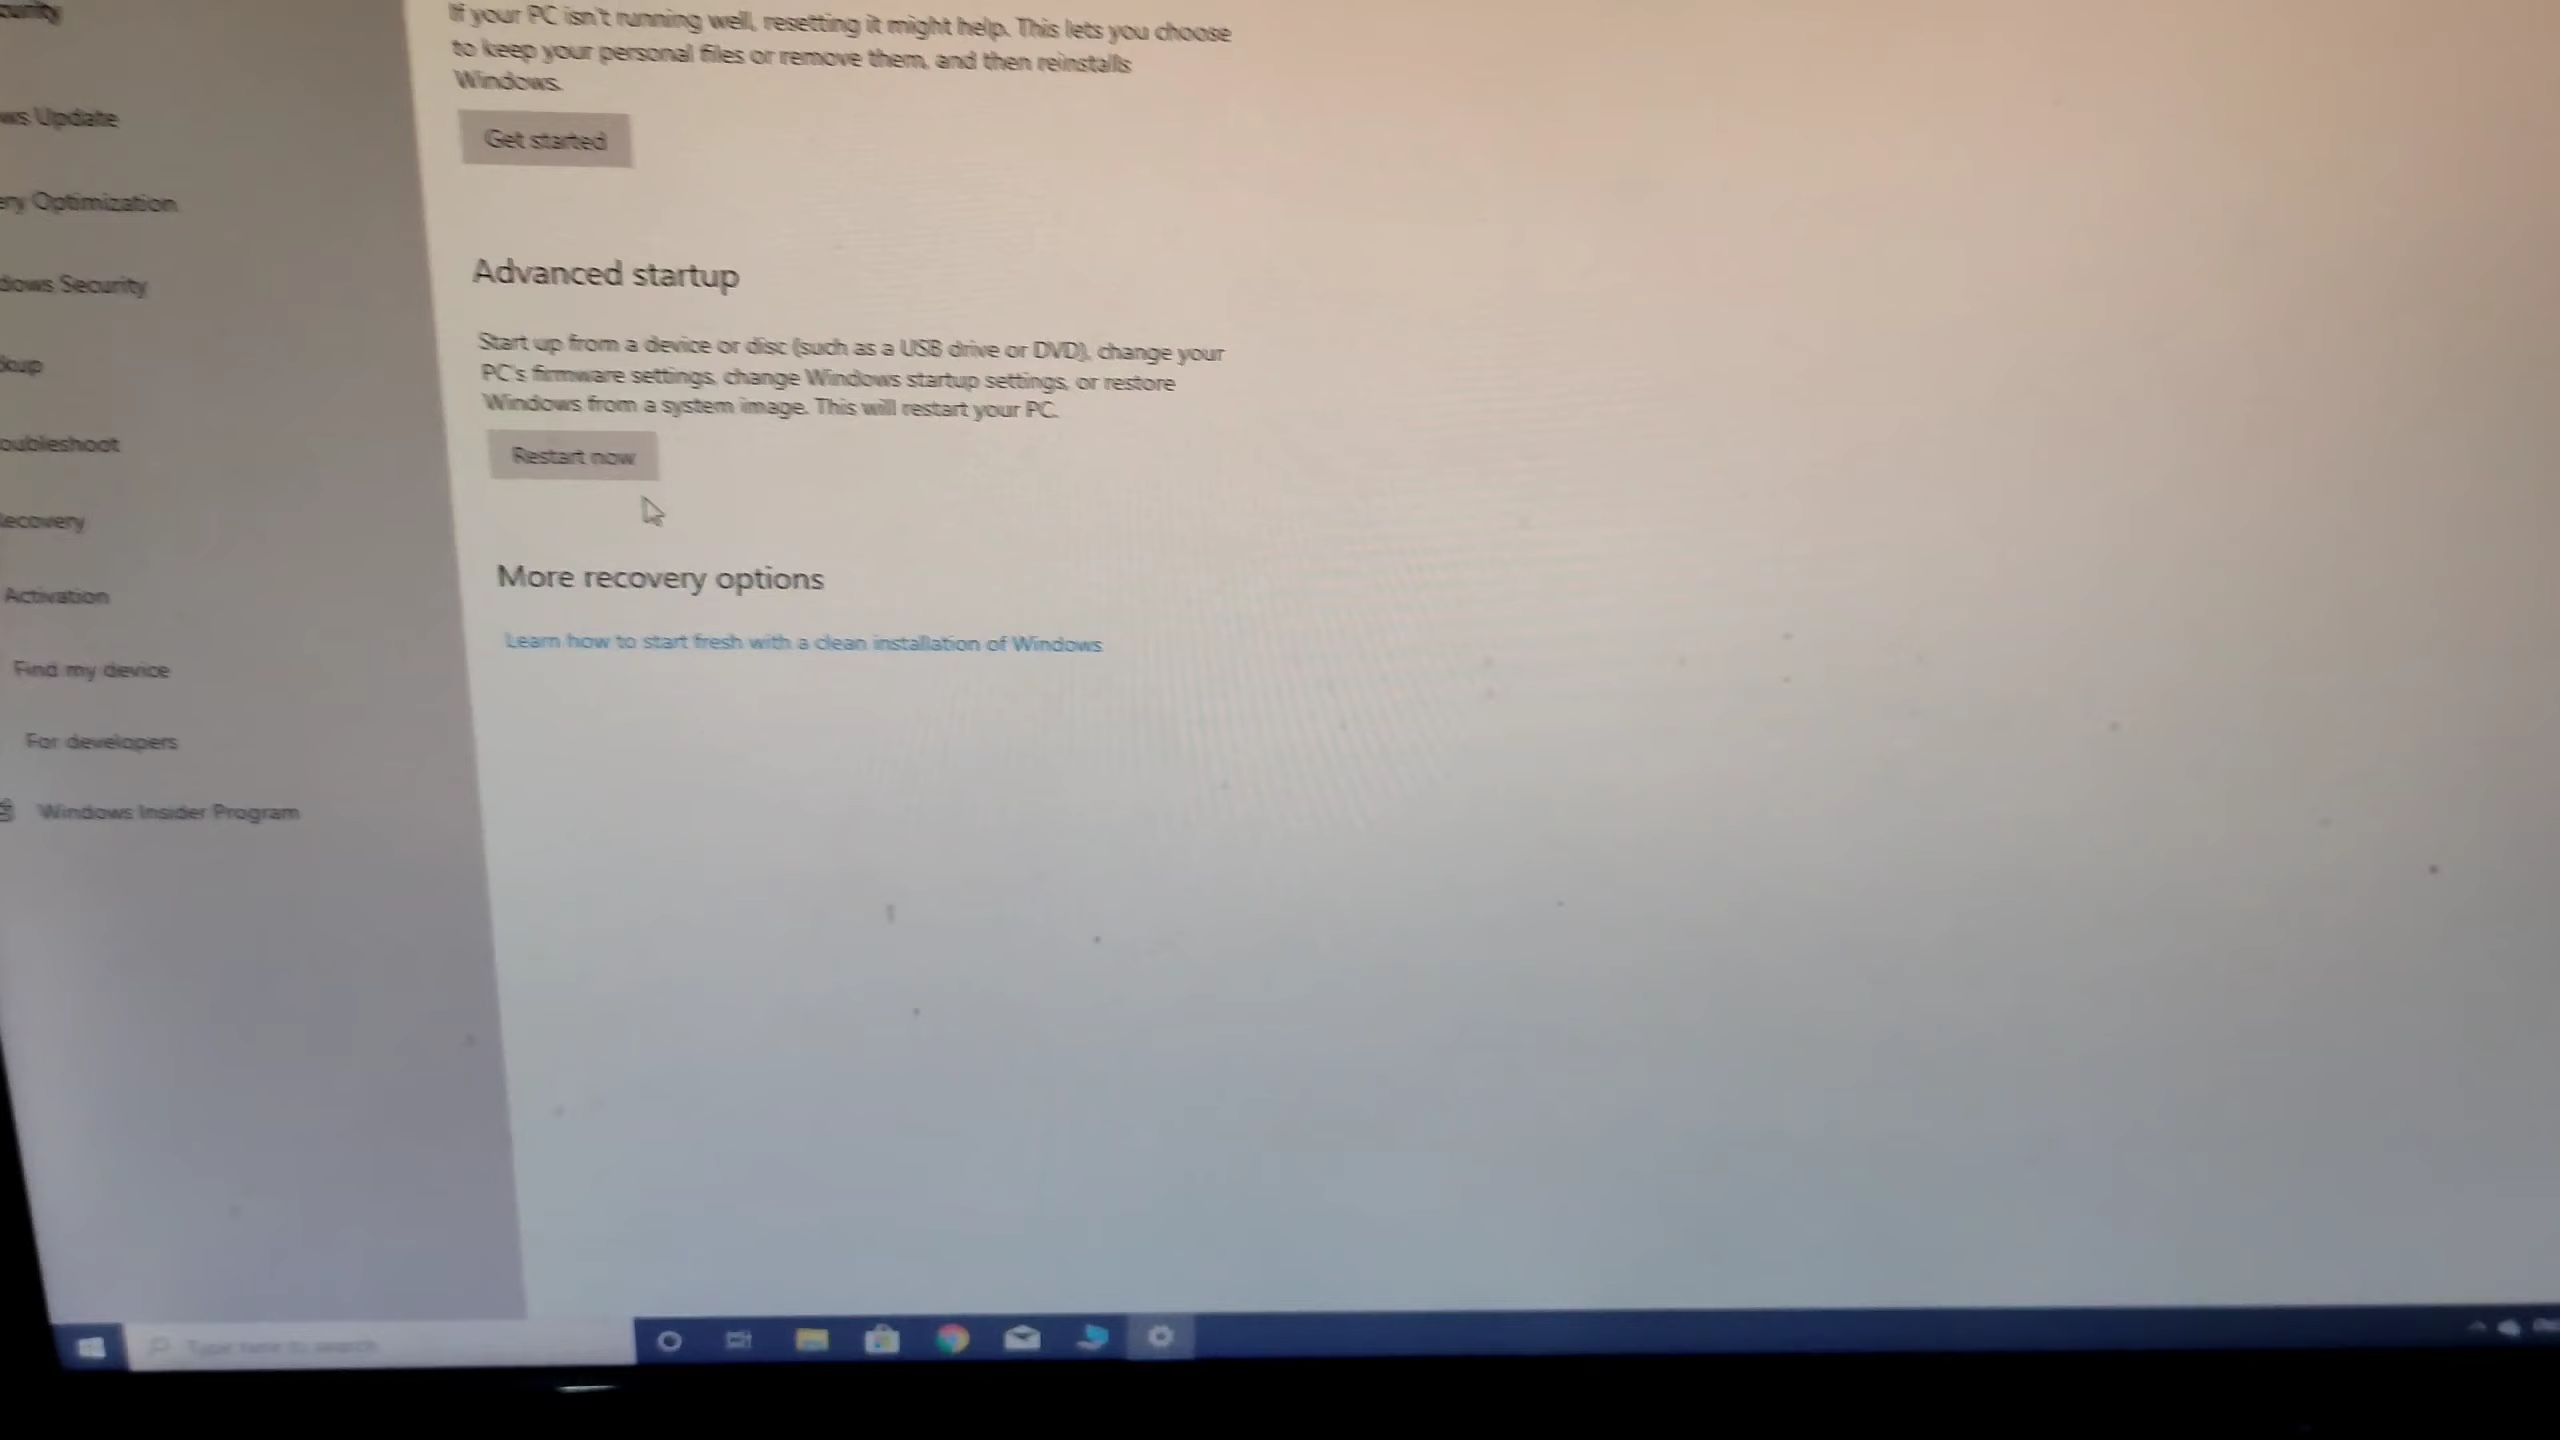 If your PC isn't running well, resetting it might help. This lets you choose
to keep your personal files or remove them, and then reinstalls
Windows.
Get started
Update
Optimization
Security
Advanced startup
Start up from a device or disc (such as a USB drive or DVD), change your
PC's firmware settings, change Windows startup settings, or restore
Windows from a system image. This will restart your PC.
Restart now
More recovery options
Learn how to start fresh with a clean installation of Windows
oubleshoot
ecovery
Activation
Find my device
For developers
Windows Insider Program
Type here to search